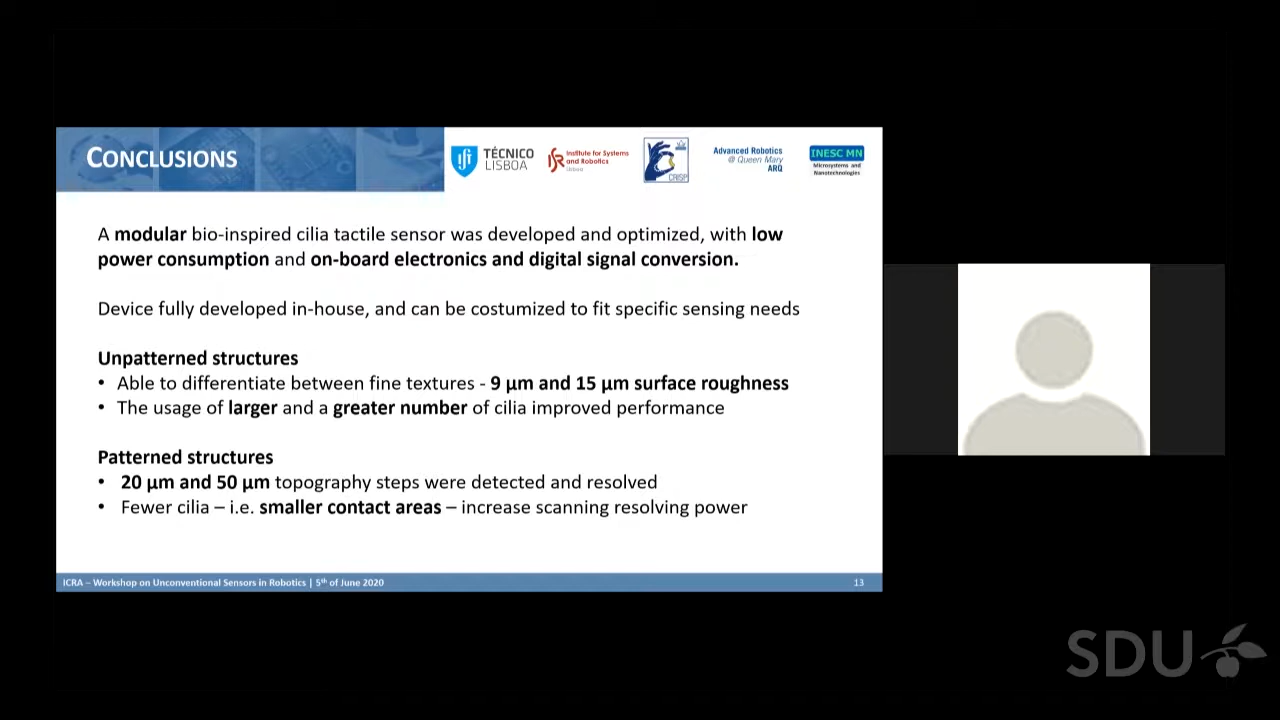 CONCLUSIONS
TÉCNICO
LISBOA
Institute for Systems
and Robotics
Lisboa
CRISP
Advanced Robotics
@ Queen Mary
ARQ
INESC MN
Microsystems and
Nanotechnologies
A modular bio-inspired cilia tactile sensor was developed and optimized, with low
power consumption and on-board electronics and digital signal conversion.
Device fully developed in-house, and can be costumized to fit specific sensing needs
Unpatterned structures
• Able to differentiate between fine textures - 9 µm and 15 µm surface roughness
• The usage of larger and a greater number of cilia improved performance
Patterned structures
• 20 µm and 50 µm topography steps were detected and resolved
• Fewer cilia – i.e. smaller contact areas – increase scanning resolving power
ICRA – Workshop on Unconventional Sensors in Robotics | 5th of June 2020
13
SDU